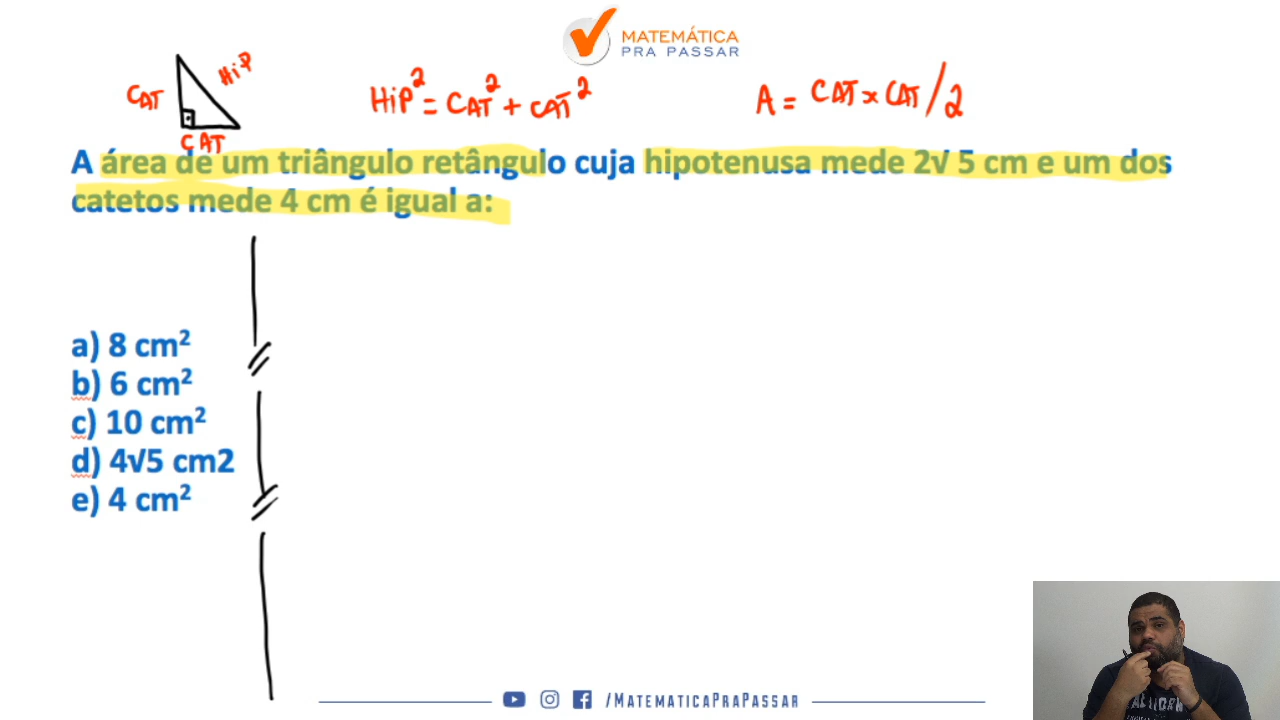 MATEMÁTICA
PRA PASSAR
HiP
CAT
CAT
HiP² = CAT² + CAT²
A = CAT x CAT / 2
A área de um triângulo retângulo cuja hipotenusa mede 2√ 5 cm e um dos
catetos mede 4 cm é igual a:
a) 8 cm²
b) 6 cm²
c) 10 cm²
d) 4√5 cm2
e) 4 cm²
/MATEMATICAPRAPASSAR